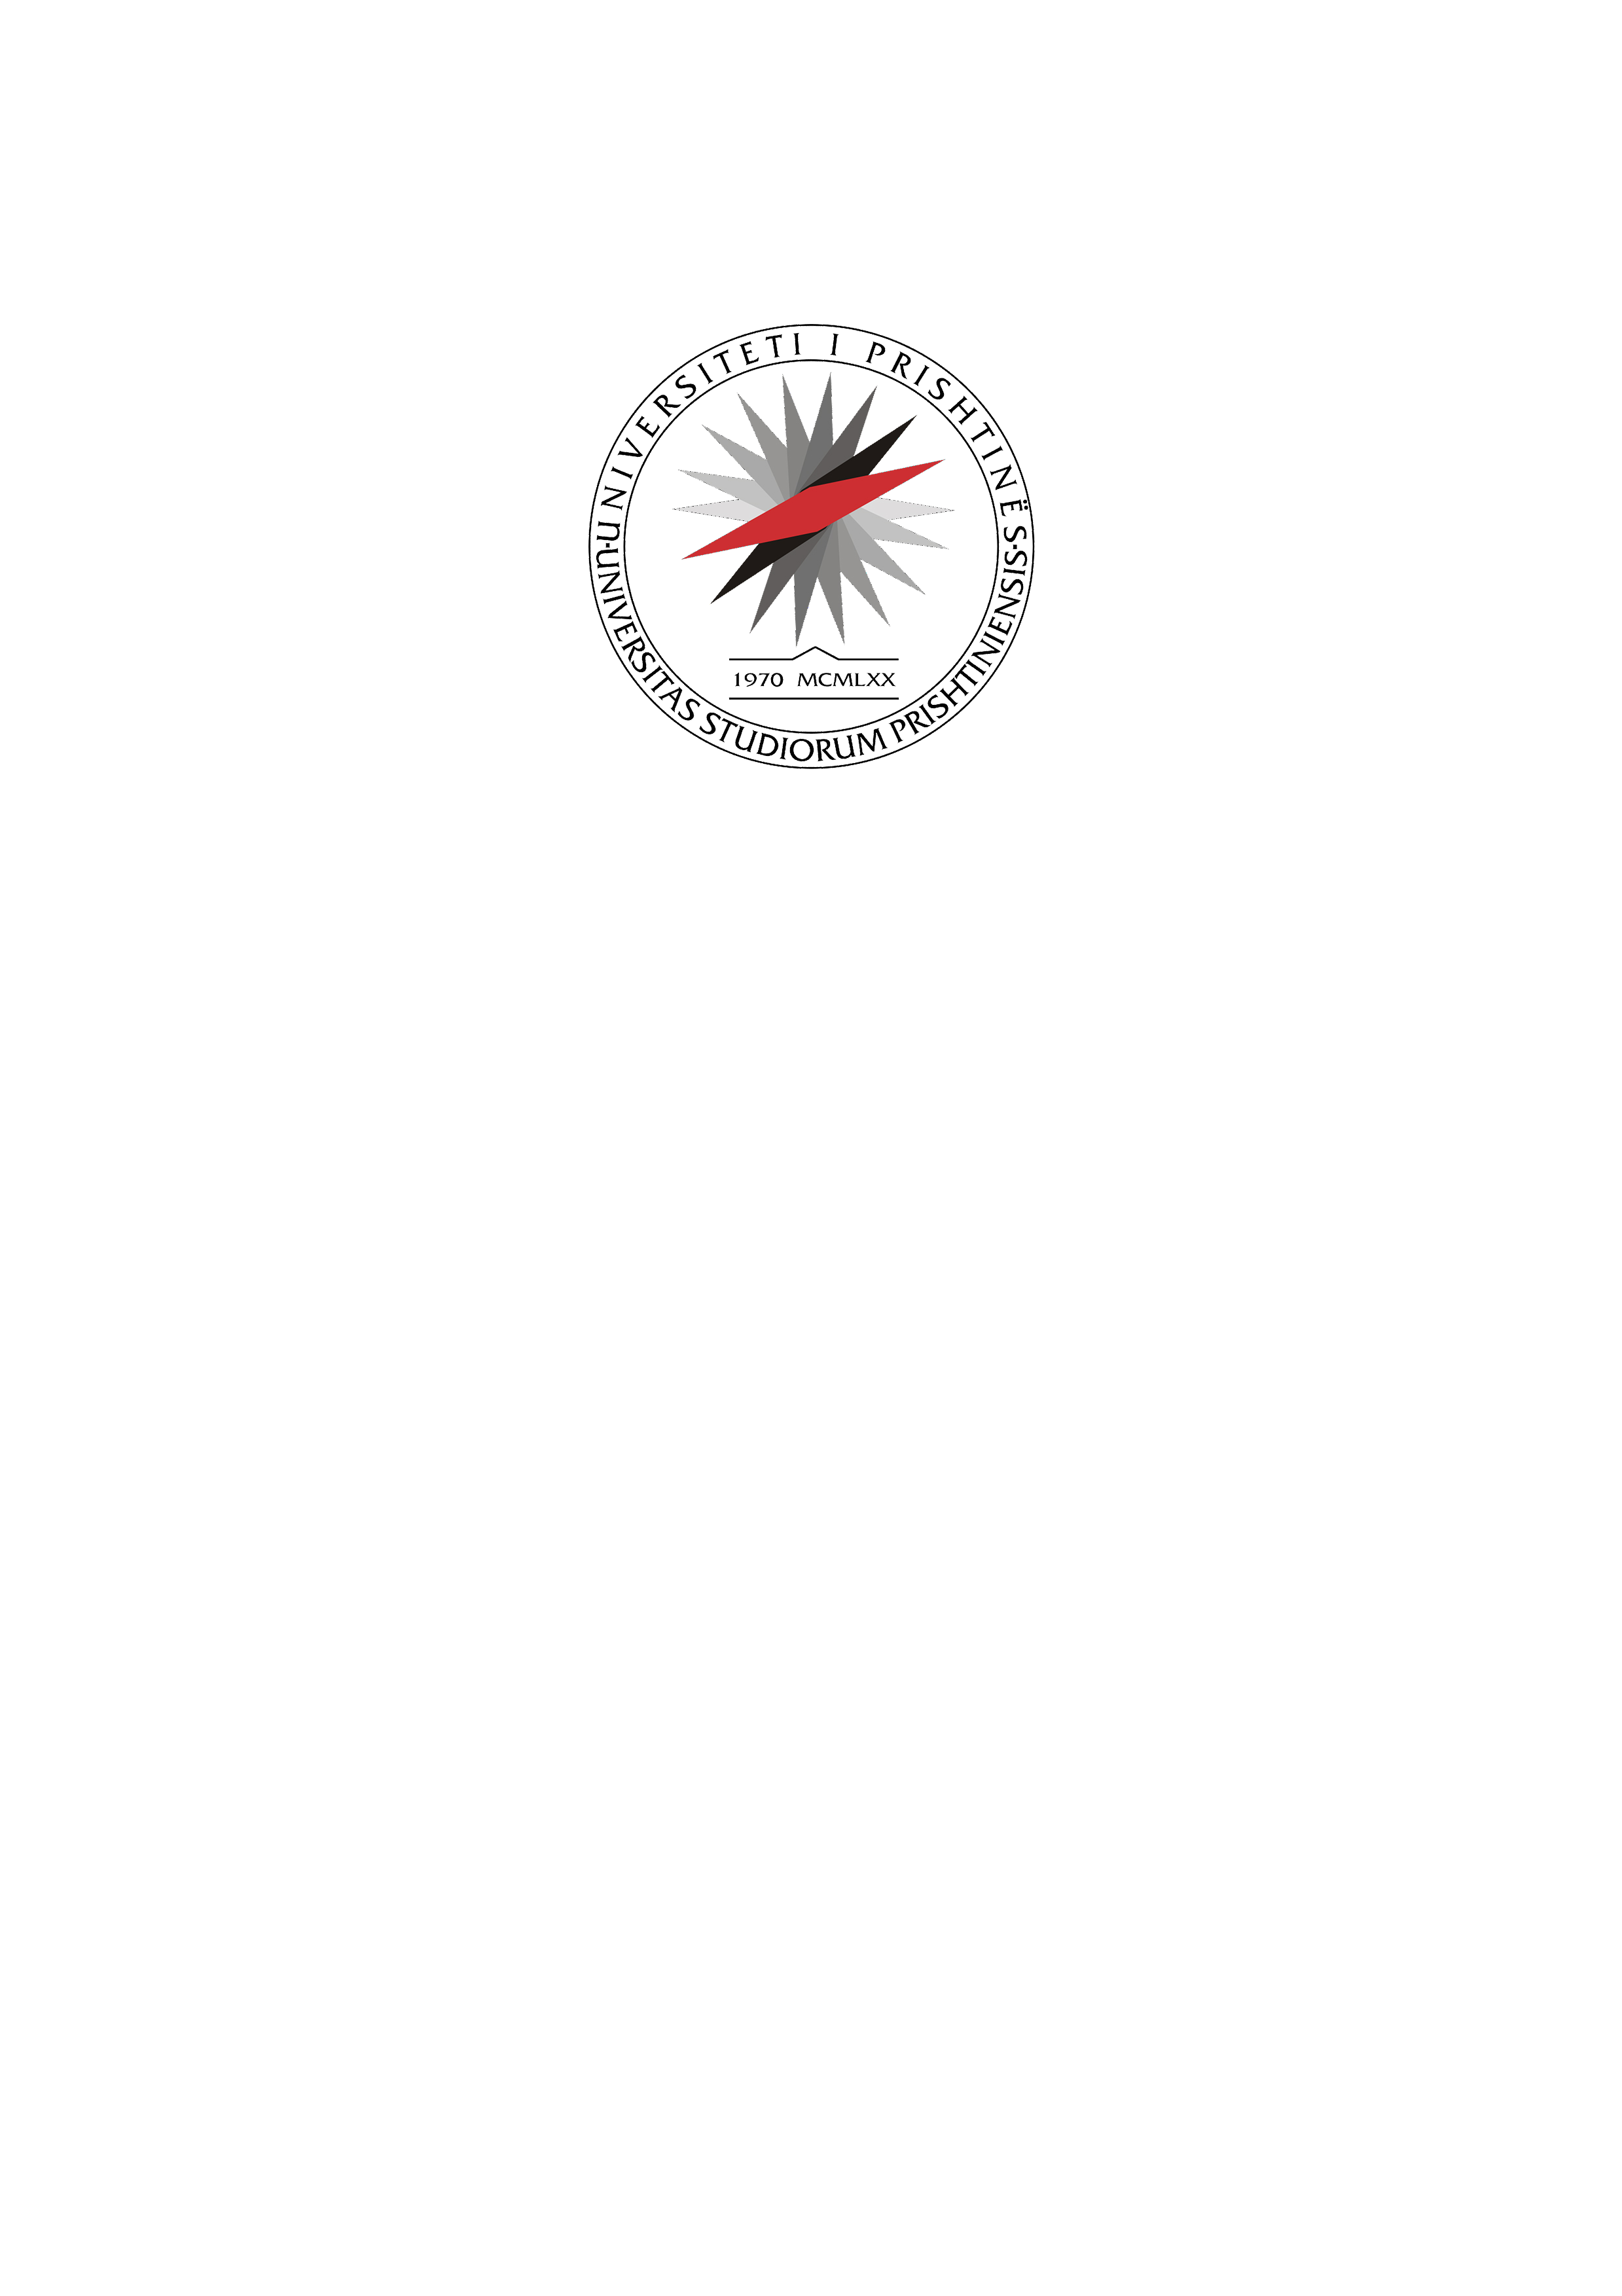 UNIVERSITETI I PRISHTINËS
1970 MCMLXX
UNIVERSITAS STUDIORUM PRISHTINIENSIS